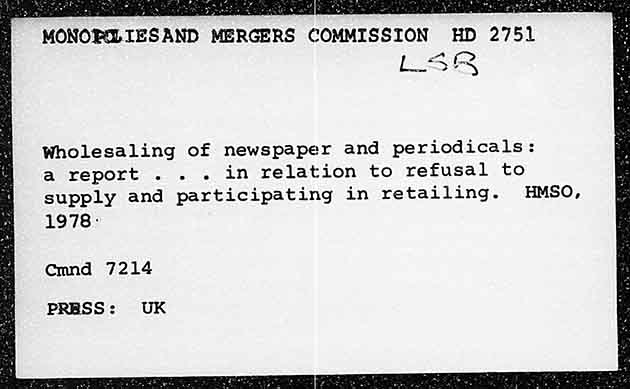 MONOPOLIESAND MERGERS COMMISSION HD 2751
LSB
Wholesaling of newspaper and periodicals:
a report . . . in relation to refusal to
supply and participating in retailing. HMSO,
1978.
Cmnd 7214
PRESS: UK